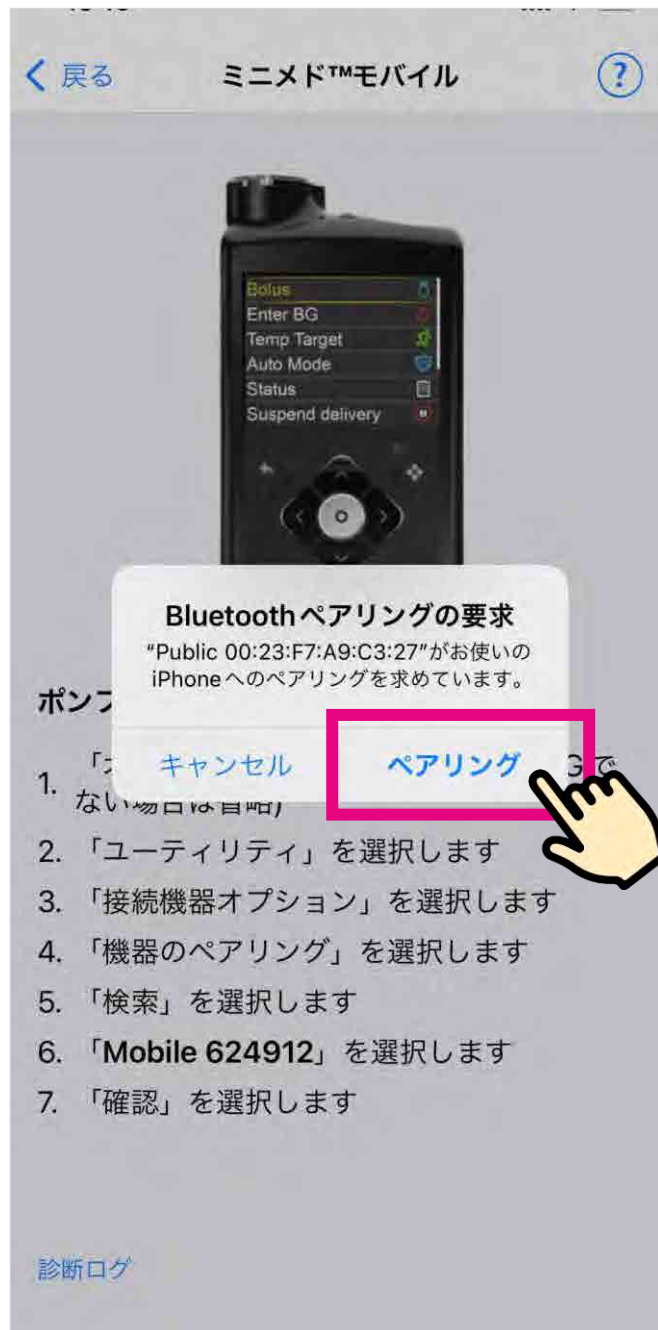 戻る
ミニメド™モバイル
?
Bolus
Enter BG
Temp Target
Auto Mode
Status
Suspend delivery
Bluetoothペアリングの要求
“Public 00:23:F7:A9:C3:27”がお使いの
iPhoneへのペアリングを求めています。
キャンセル
ペアリング
ポンプ
1.
ない場合は省略)
2. 「ユーティリティ」を選択します
3. 「接続機器オプション」を選択します
4. 「機器のペアリング」を選択します
5. 「検索」を選択します
6. 「Mobile 624912」を選択します
7. 「確認」を選択します
診断ログ